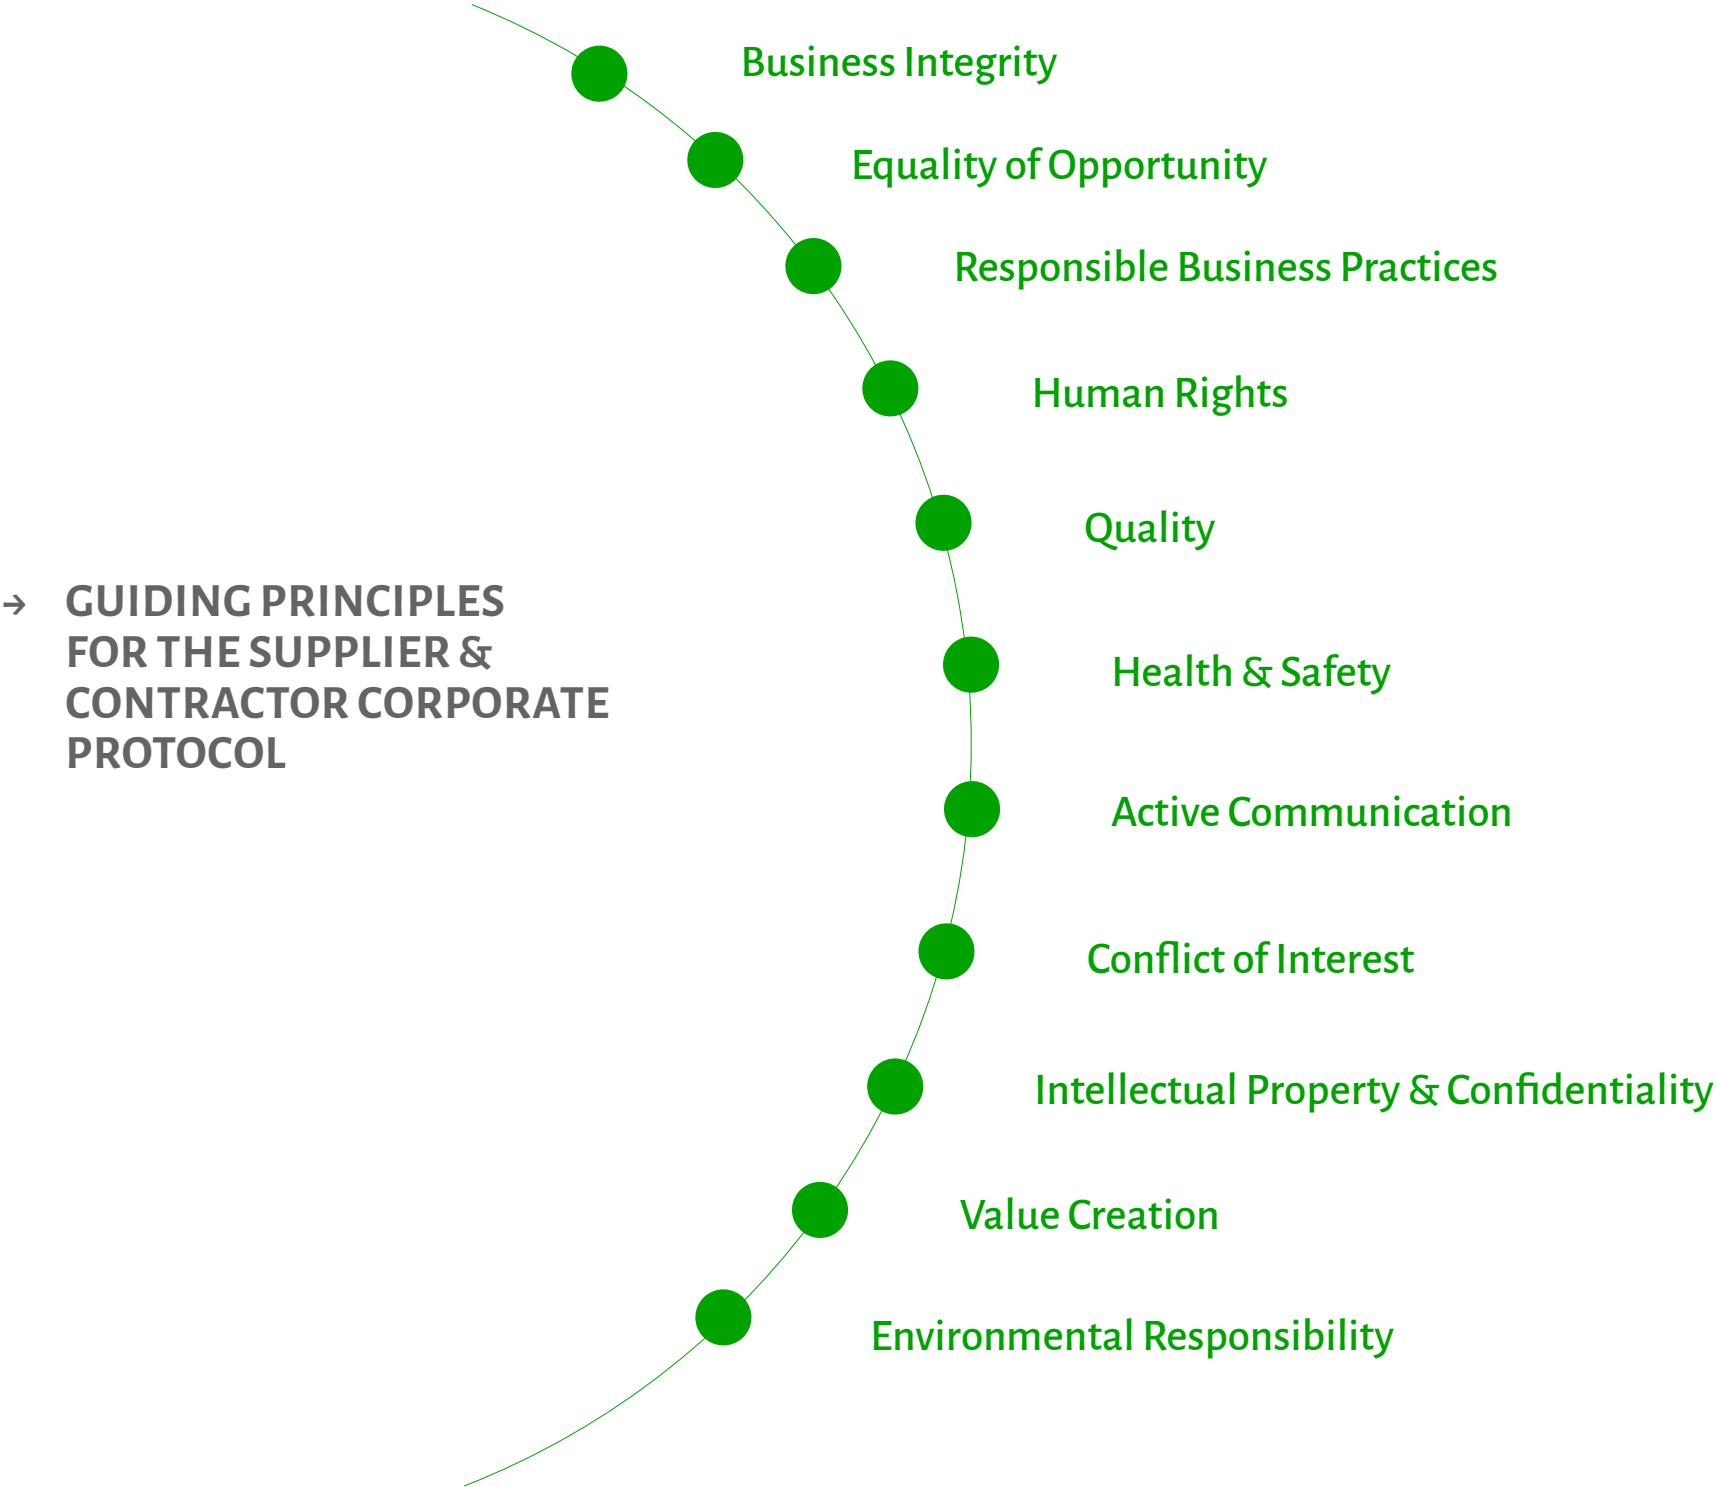 → GUIDING PRINCIPLES
FOR THE SUPPLIER &
CONTRACTOR CORPORATE
PROTOCOL
Business Integrity
Equality of Opportunity
Responsible Business Practices
Human Rights
Quality
Health & Safety
Active Communication
Conflict of Interest
Intellectual Property & Confidentiality
Value Creation
Environmental Responsibility